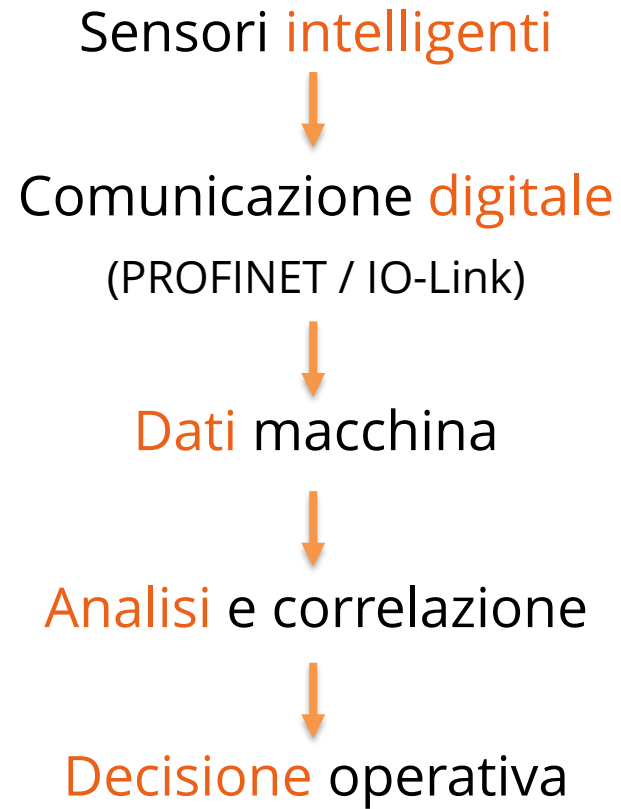 Sensori intelligenti
Comunicazione digitale
(PROFINET / IO-Link)
Dati macchina
Analisi e correlazione
Decisione operativa